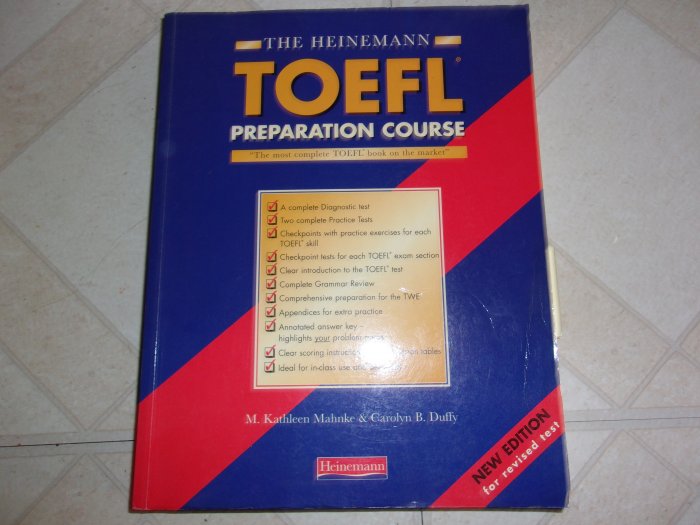 THE HEINEMANN
TOEFL®
PREPARATION COURSE
"The most complete TOEFL® book on the market"
A complete Diagnostic test
Two complete Practice Tests
Checkpoints with practice exercises for each
TOEFL® skill
Checkpoint tests for each TOEFL® exam section
Clear introduction to the TOEFL® test
Complete Grammar Review
Comprehensive preparation for the TWE®
Appendices for extra practice
Annotated answer key –
highlights your problem areas
Clear scoring instructions tables
Ideal for in-class use
M. Kathleen Mahnke & Carolyn B. Duffy
Heinemann
NEW EDITION
for revised test